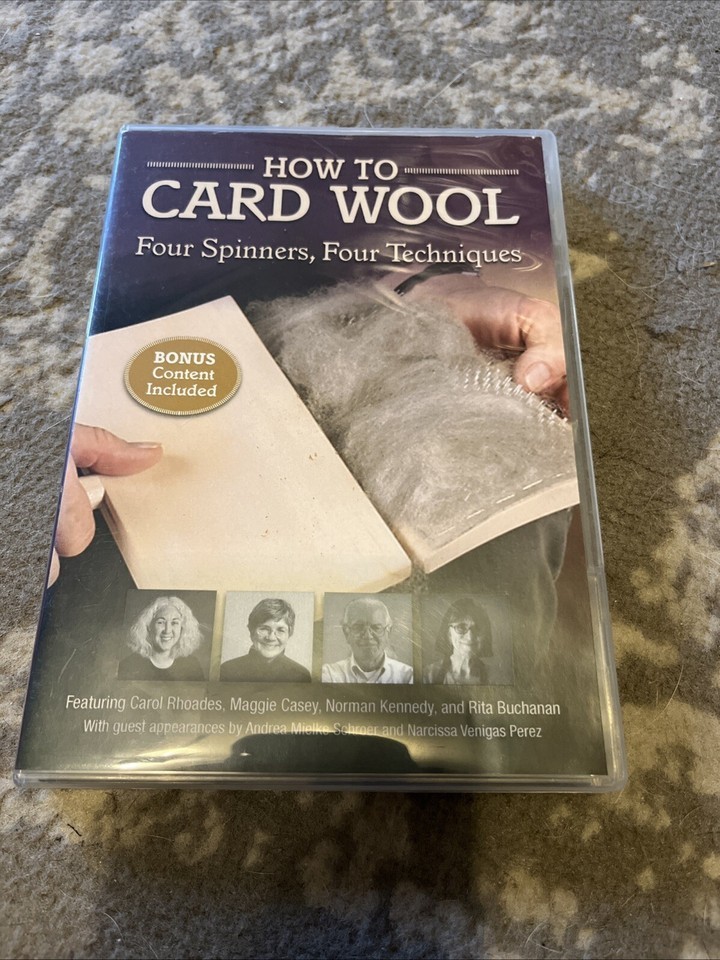 HOW TO
CARD WOOL
Four Spinners, Four Techniques
BONUS
Content
Included
Featuring Carol Rhoades, Maggie Casey, Norman Kennedy, and Rita Buchanan
With guest appearances by Andrea Mielke Schroer and Narcissa Venigas Perez